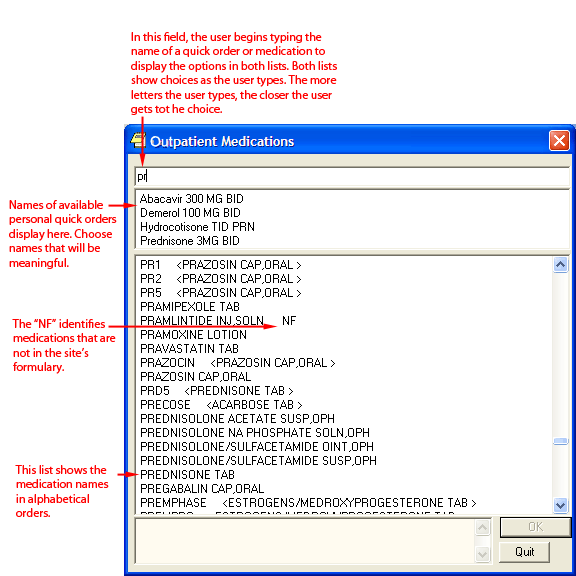 In this field, the user begins typing the
name of a quick order or medication to
display the options in both lists. Both lists
show choices as the user types. The more
letters the user types, the closer the user
gets tot he choice.
Outpatient Medications
pr
Names of available
personal quick orders
display here. Choose
names that will be
meaningful.
Abacavir 300 MG BID
Demerol 100 MG BID
Hydrocotisone TID PRN
Prednisone 3MG BID
PR1 <PRAZOSIN CAP,ORAL >
PR2 <PRAZOSIN CAP,ORAL >
PR5 <PRAZOSIN CAP,ORAL >
PRAMIPEXOLE TAB
PRAMLINTIDE INJ,SOLN NF
PRAMOXINE LOTION
PRAVASTATIN TAB
PRAZOCIN <PRAZOSIN CAP,ORAL >
PRAZOSIN CAP,ORAL
PRD5 <PREDNISONE TAB >
PRECOSE <ACARBOSE TAB >
PREDNISOLONE ACETATE SUSP,OPH
PREDNISOLONE NA PHOSPHATE SOLN,OPH
PREDNISOLONE/SULFACETAMIDE OINT,OPH
PREDNISOLONE/SULFACETAMIDE SUSP,OPH
PREDNISONE TAB
PREGABALIN CAP,ORAL
PREMPHASE <ESTROGENS/MEDROXYPROGESTERONE TAB >
The “NF” identifies
medications that are
not in the site’s
formulary.
This list shows the
medication names
in alphabetical
orders.
OK
Quit